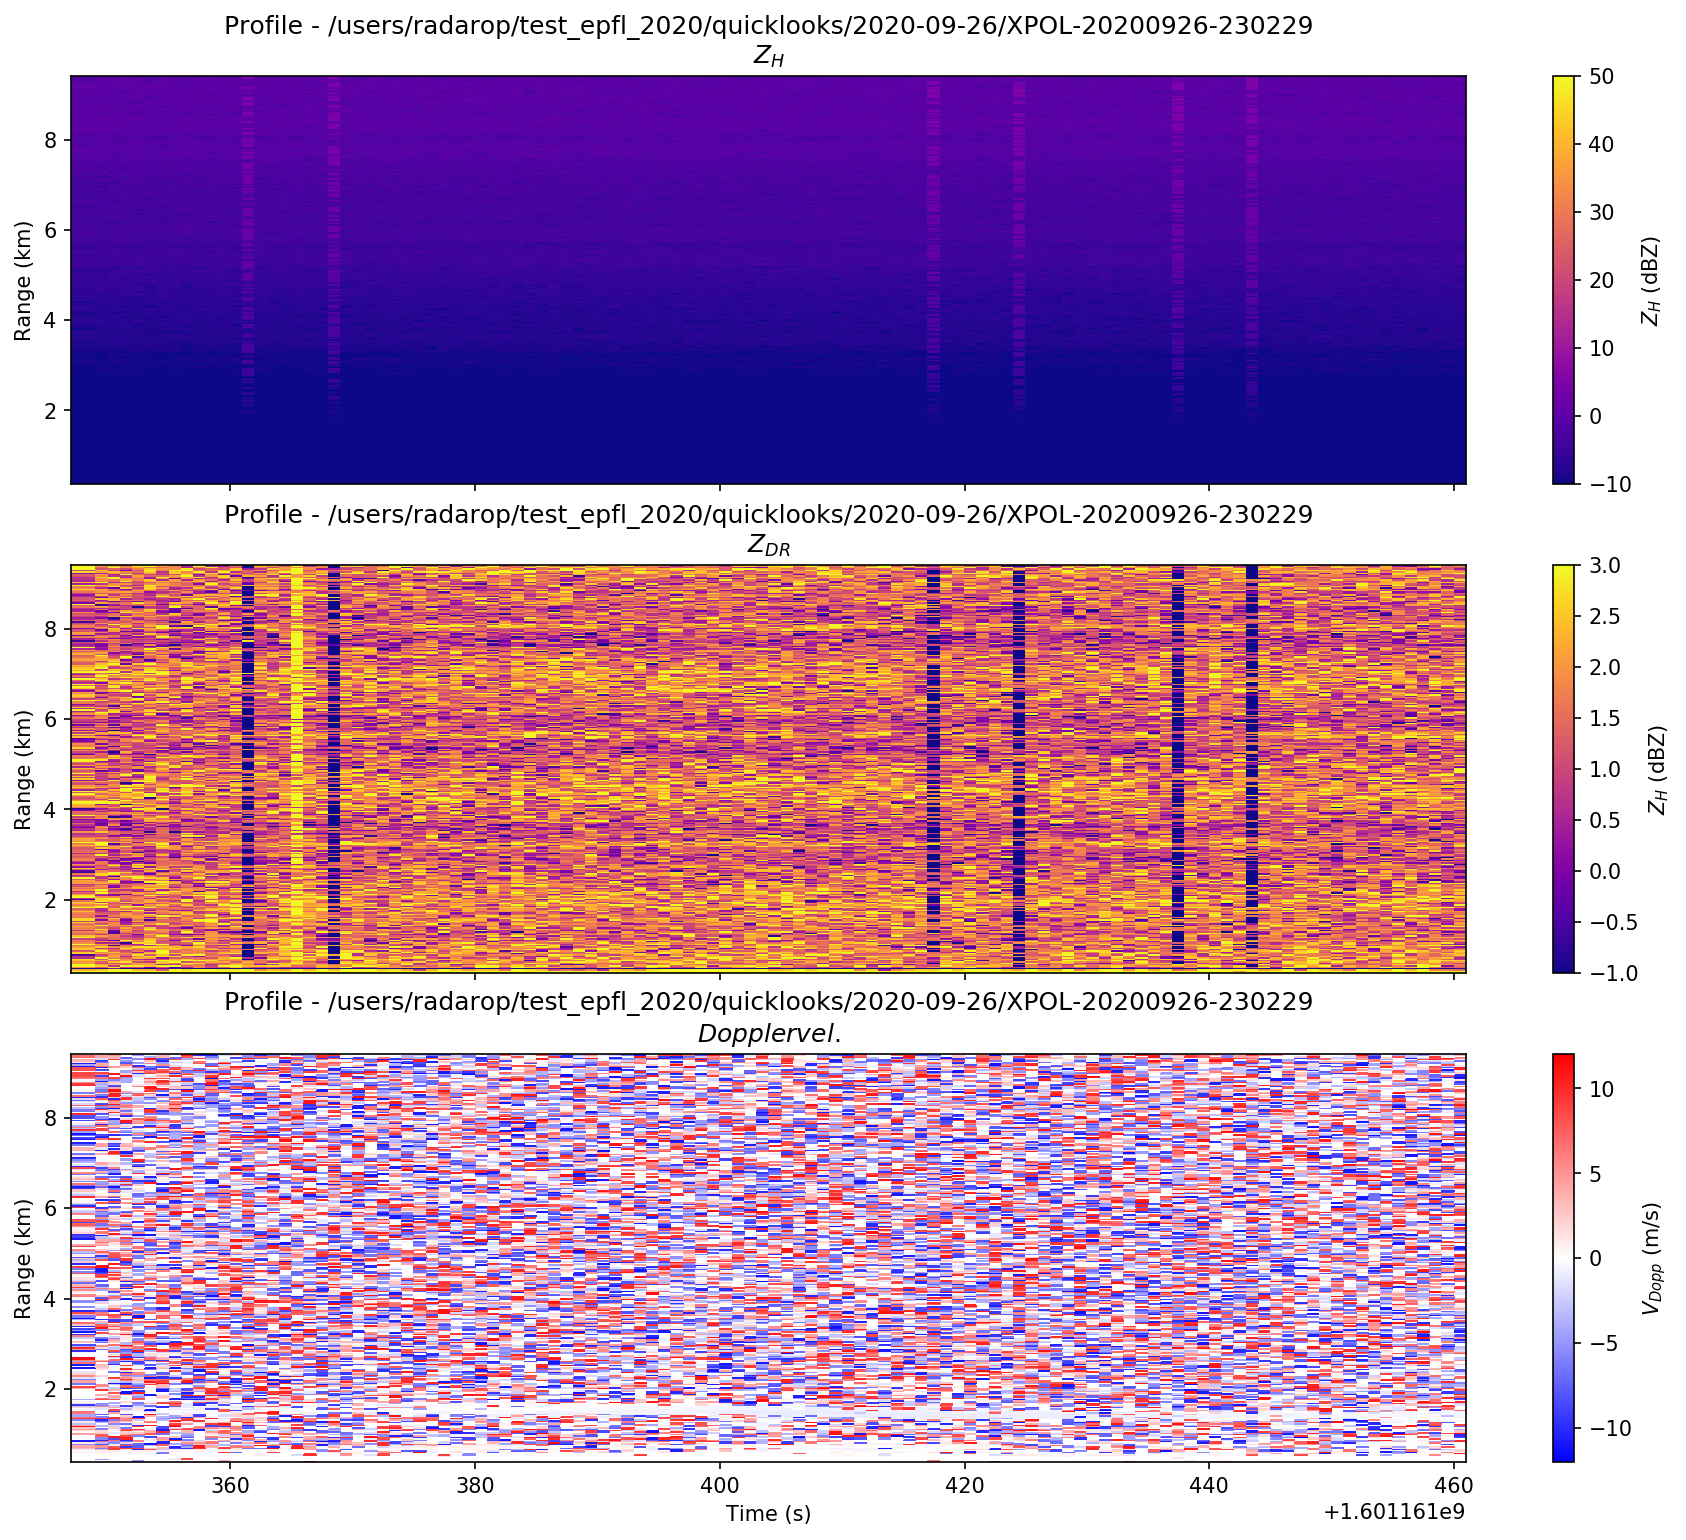 Profile - /users/radarop/test_epfl_2020/quicklooks/2020-09-26/XPOL-20200926-230229
Z_H
8
6
4
2
Range (km)
50
40
30
20
10
0
−10
Z_H (dBZ)
Profile - /users/radarop/test_epfl_2020/quicklooks/2020-09-26/XPOL-20200926-230229
Z_DR
8
6
4
2
Range (km)
3.0
2.5
2.0
1.5
1.0
0.5
0.0
−0.5
−1.0
Z_H (dBZ)
Profile - /users/radarop/test_epfl_2020/quicklooks/2020-09-26/XPOL-20200926-230229
Dopplervel.
8
6
4
2
Range (km)
360 380 400 420 440 460
Time (s)
+1.601161e9
10
5
0
−5
−10
V_Dopp (m/s)